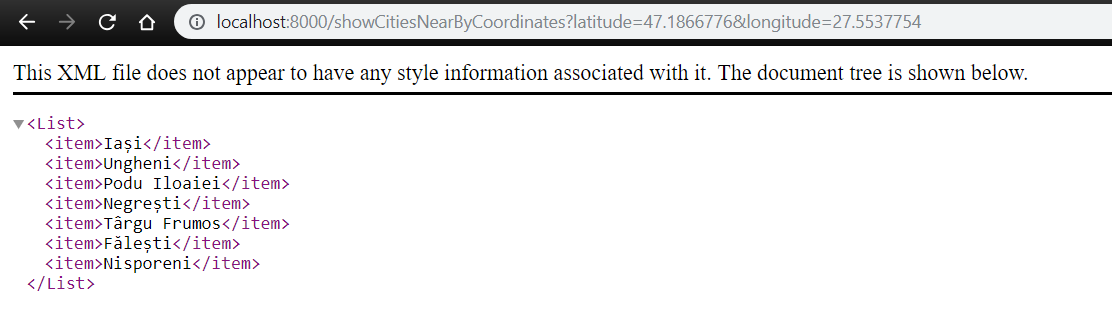 localhost:8000/showCitiesNearByCoordinates?latitude=47.1866776&longitude=27.5537754
This XML file does not appear to have any style information associated with it. The document tree is shown below.
▼<List>
<item>Iași</item>
<item>Ungheni</item>
<item>Podu Iloaiei</item>
<item>Negrești</item>
<item>Târgu Frumos</item>
<item>Fălești</item>
<item>Nisporeni</item>
</List>